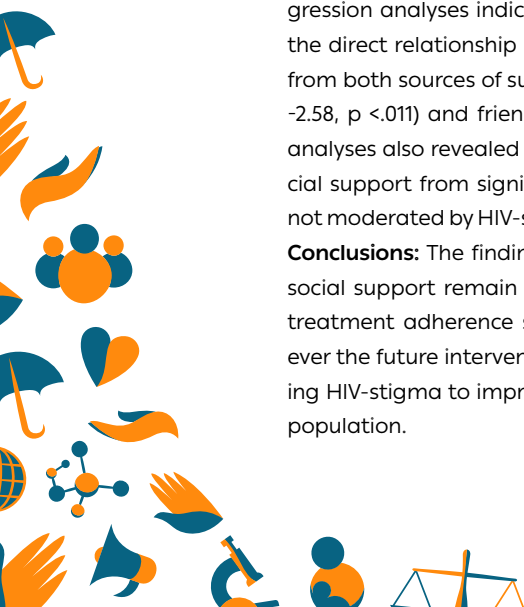 gression analyses indic
the direct relationship
from both sources of su
-2.58, p <.011) and frien
analyses also revealed
cial support from signi
not moderated by HIV-s
Conclusions: The findin
social support remain
treatment adherence s
ever the future interven
ing HIV-stigma to impr
population.